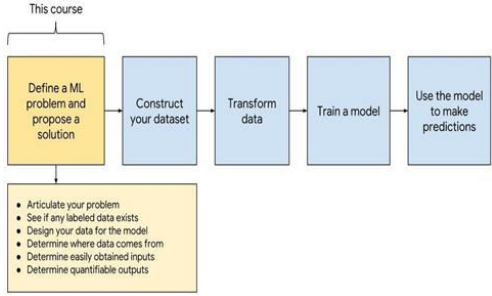 This course
Define a ML
problem and
propose a
solution
Construct
your dataset
Transform
data
Train a model
Use the model
to make
predictions
• Articulate your problem
• See if any labeled data exists
• Design your data for the model
• Determine where data comes from
• Determine easily obtained inputs
• Determine quantifiable outputs